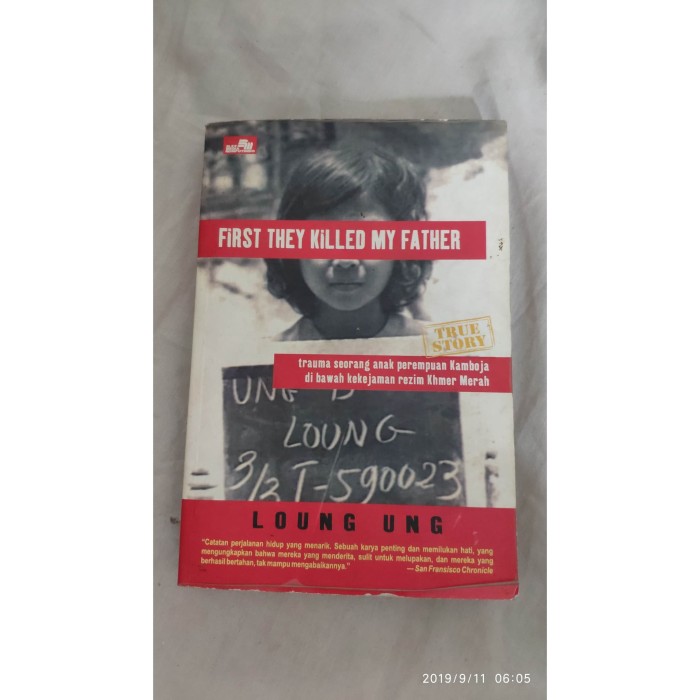 FiRST THEY KiLLED MY FATHER
TRUE
STORY
trauma seorang anak perempuan Kamboja
di bawah kekejaman rezim Khmer Merah
UNG
LOUNG
3/3 T-590023
LOUNG UNG
"Catatan perjalanan hidup yang menarik. Sebuah karya penting dan memilukan hati, yang
mengungkapkan bahwa mereka yang menderita, sulit untuk melupakan, dan mereka yang
berhasil bertahan, tak mampu mengabaikannya."
— San Fransisco Chronicle
2019/9/11 06:05